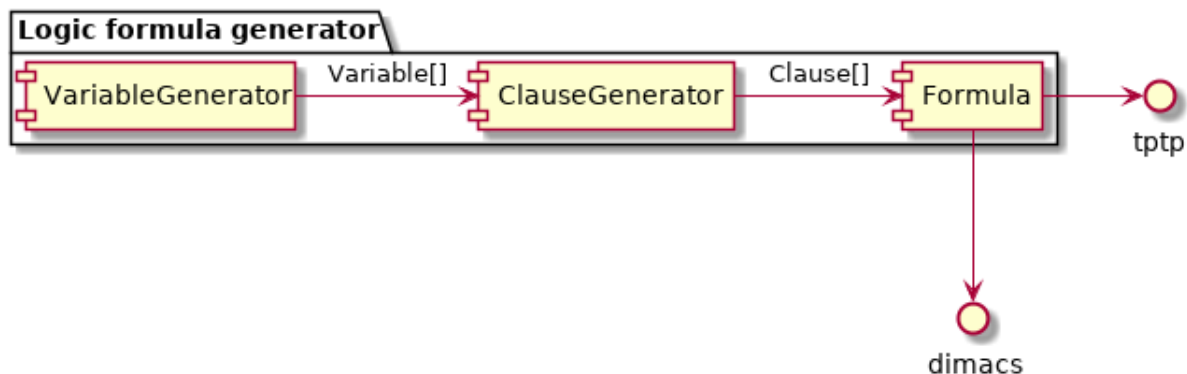 Logic formula generator
Variable[]
Clause[]
VariableGenerator
ClauseGenerator
Formula
tptp
dimacs